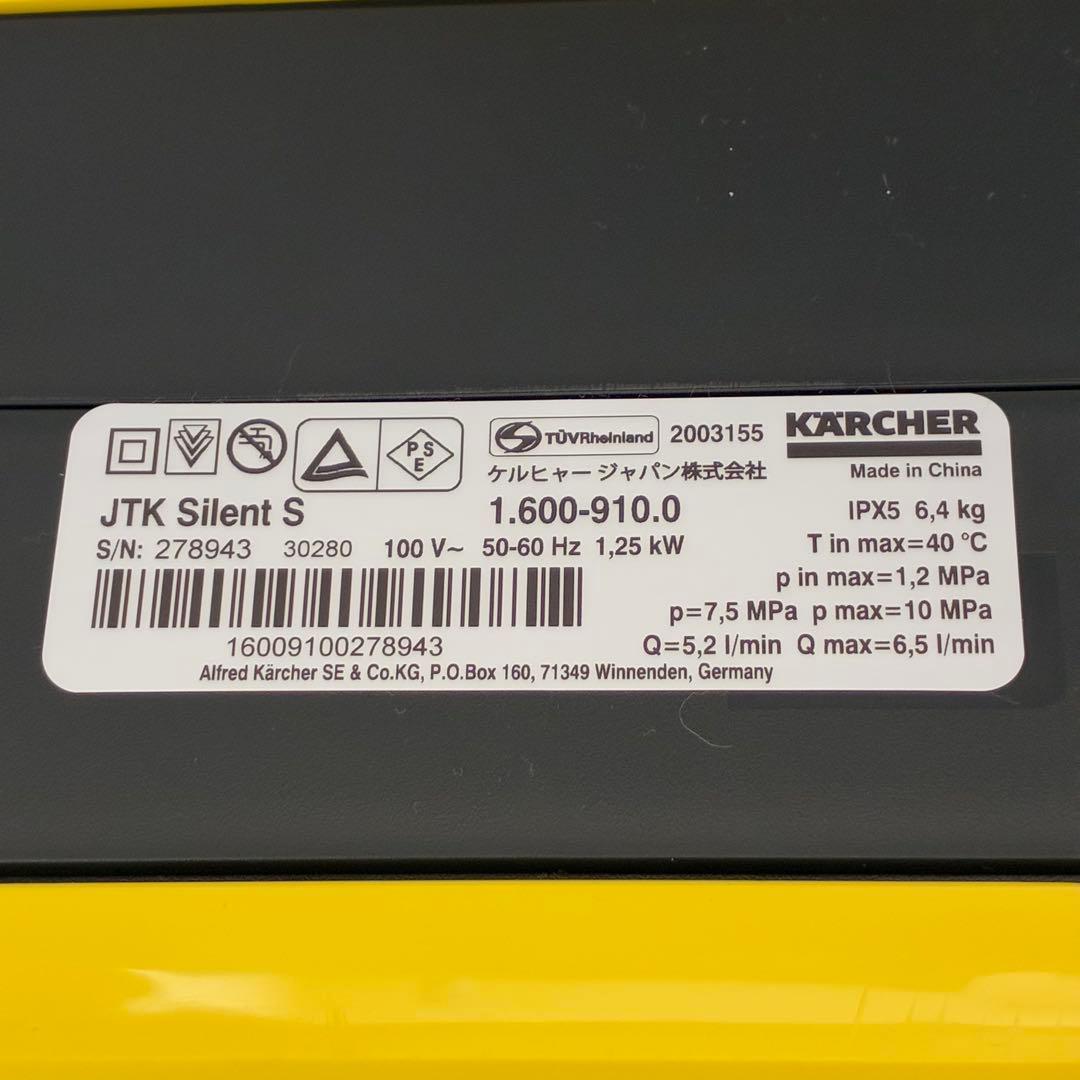 PSE
TÜVRheinland 2003155 KÄRCHER
ケルヒャー ジャパン株式会社 Made in China
JTK Silent S 1.600-910.0 IPX5 6,4 kg
S/N: 278943 30280 100 V~ 50-60 Hz 1,25 kW T in max=40 °C
p in max=1,2 MPa
p=7,5 MPa p max=10 MPa
16009100278943 Q=5,2 l/min Q max=6,5 l/min
Alfred Kärcher SE & Co.KG, P.O.Box 160, 71349 Winnenden, Germany